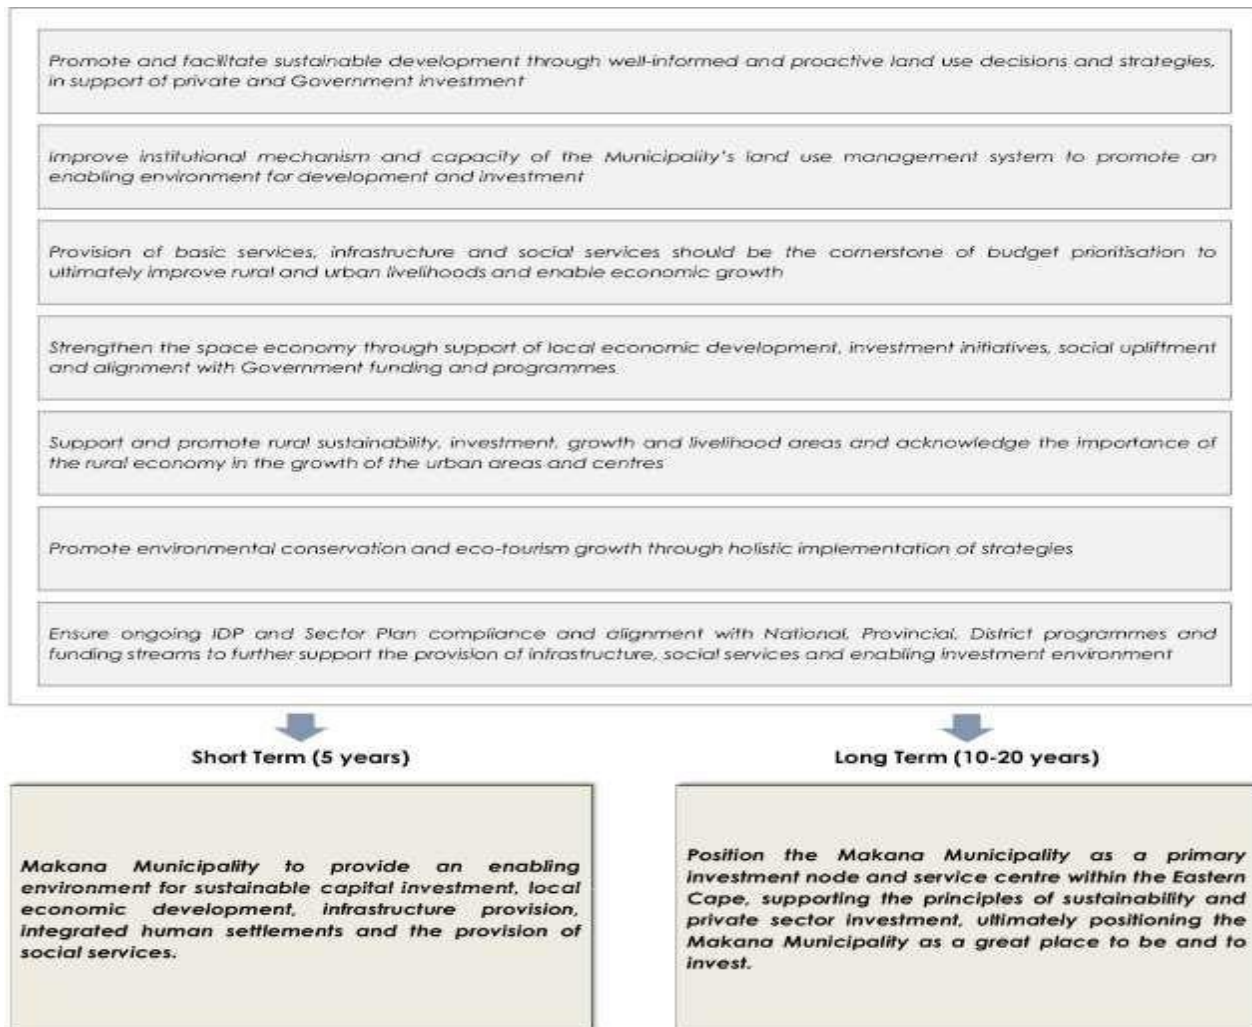 Promote and facilitate sustainable development through well-informed and proactive land use decisions and strategies,
in support of private and Government investment
Improve institutional mechanism and capacity of the Municipality's land use management system to promote an
enabling environment for development and investment
Provision of basic services, infrastructure and social services should be the cornerstone of budget prioritisation to
ultimately improve rural and urban livelihoods and enable economic growth
Strengthen the space economy through support of local economic development, investment initiatives, social upliftment
and alignment with Government funding and programmes
Support and promote rural sustainability, investment, growth and livelihood areas and acknowledge the importance of
the rural economy in the growth of the urban areas and centres
Promote environmental conservation and eco-tourism growth through holistic implementation of strategies
Ensure ongoing IDP and Sector Plan compliance and alignment with National, Provincial, District programmes and
funding streams to further support the provision of infrastructure, social services and enabling investment environment
Short Term (5 years)
Makana Municipality to provide an enabling
environment for sustainable capital investment, local
economic development, infrastructure provision,
integrated human settlements and the provision of
social services.
Long Term (10-20 years)
Position the Makana Municipality as a primary
investment node and service centre within the Eastern
Cape, supporting the principles of sustainability and
private sector investment, ultimately positioning the
Makana Municipality as a great place to be and to
invest.